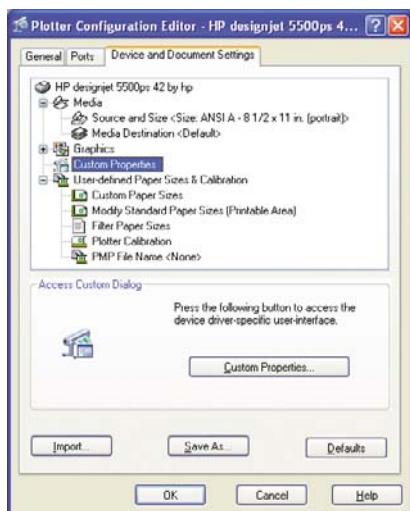 Plotter Configuration Editor - HP designjet 5500ps 4...
General
Ports
Device and Document Settings
HP designjet 5500ps 42 by hp
Media
Source and Size <Size: ANSI A - 8 1/2 x 11 in. (portrait)>
Media Destination <Default>
Graphics
Custom Properties
User-defined Paper Sizes & Calibration
Custom Paper Sizes
Modify Standard Paper Sizes (Printable Area)
Filter Paper Sizes
Plotter Calibration
PMP File Name <None>
Access Custom Dialog
Press the following button to access the
device driver-specific user-interface.
Custom Properties...
Import...
Save As...
Defaults
OK
Cancel
Help